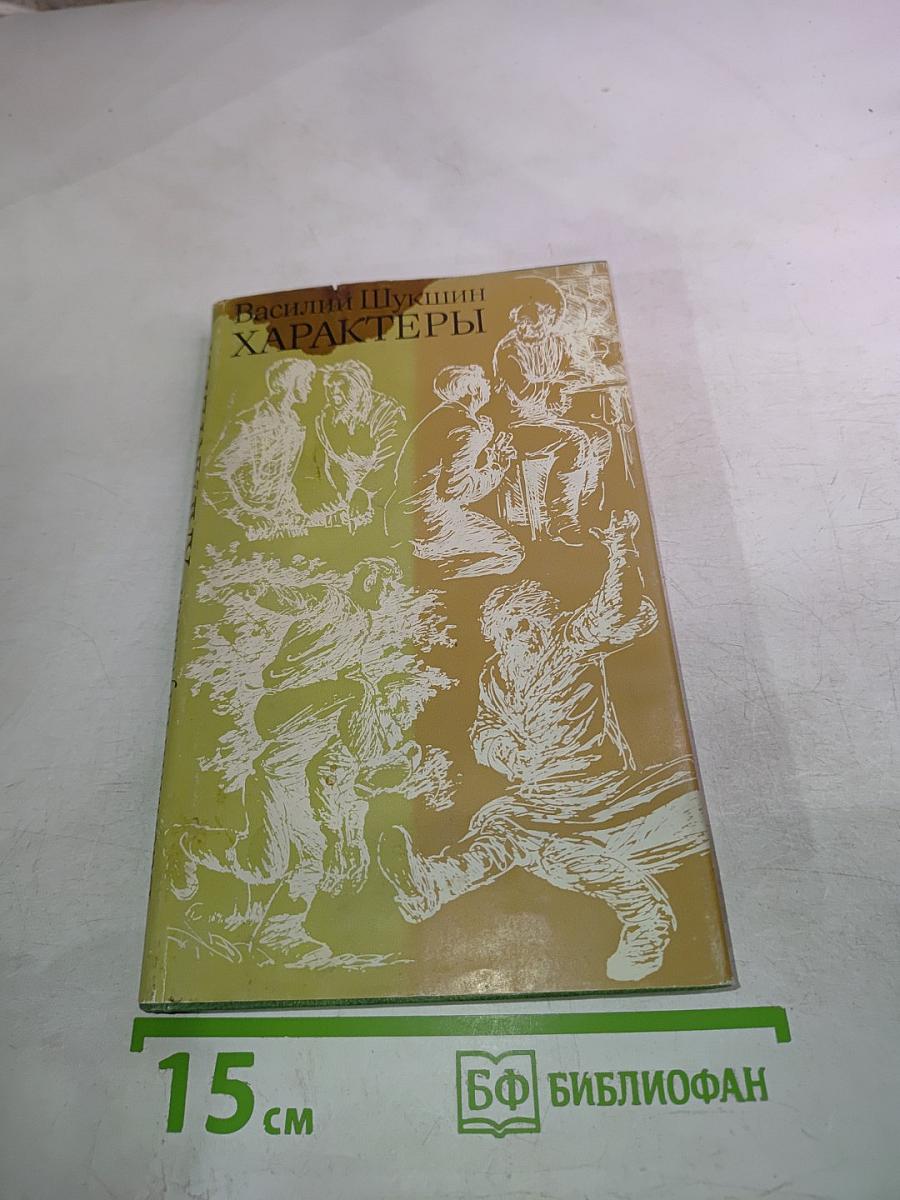 Василий Шукшин
ХАРАКТЕРЫ
15 см
БФ БИБЛИОФАН